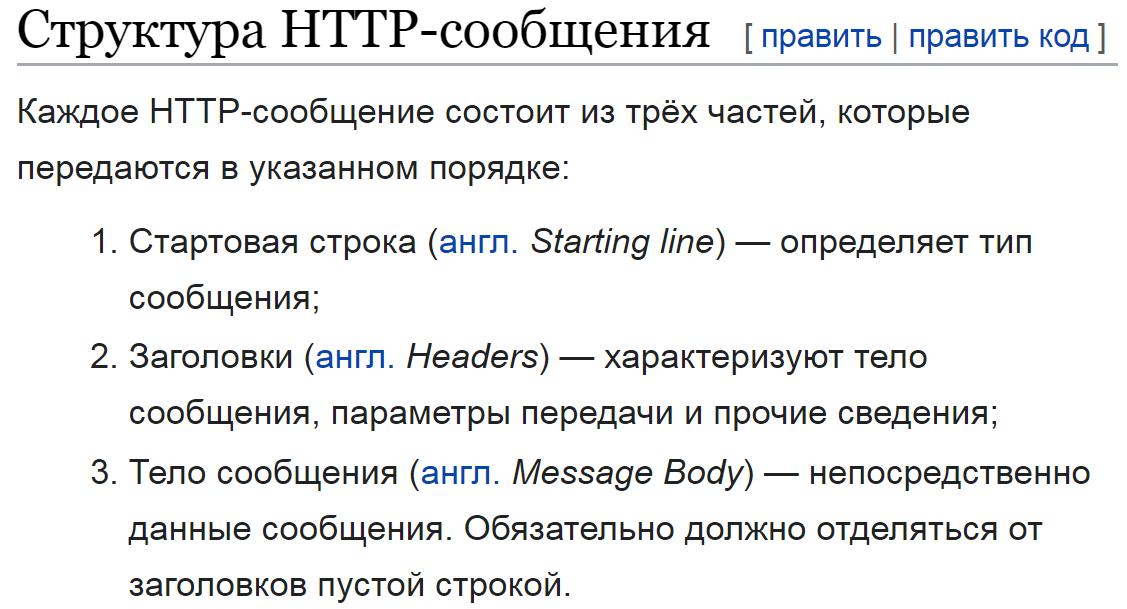 Структура HTTP-сообщения [ править | править код ]
Каждое HTTP-сообщение состоит из трёх частей, которые
передаются в указанном порядке:
1. Стартовая строка (англ. Starting line) — определяет тип
сообщения;
2. Заголовки (англ. Headers) — характеризуют тело
сообщения, параметры передачи и прочие сведения;
3. Тело сообщения (англ. Message Body) — непосредственно
данные сообщения. Обязательно должно отделяться от
заголовков пустой строкой.